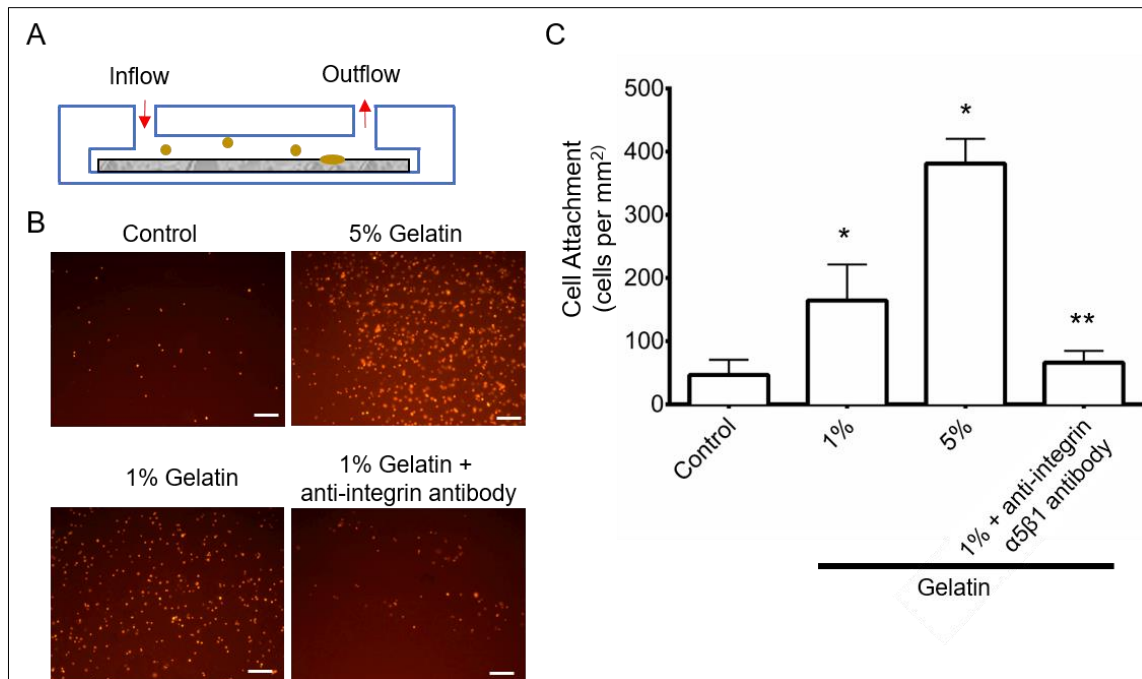 A
Inflow
Outflow
B
Control
5% Gelatin
1% Gelatin
1% Gelatin +
anti-integrin antibody
C
Cell Attachment
(cells per mm²)
500
400
300
200
100
0
*
*
**
Control
1%
5%
1% + anti-integrin
α5β1 antibody
Gelatin